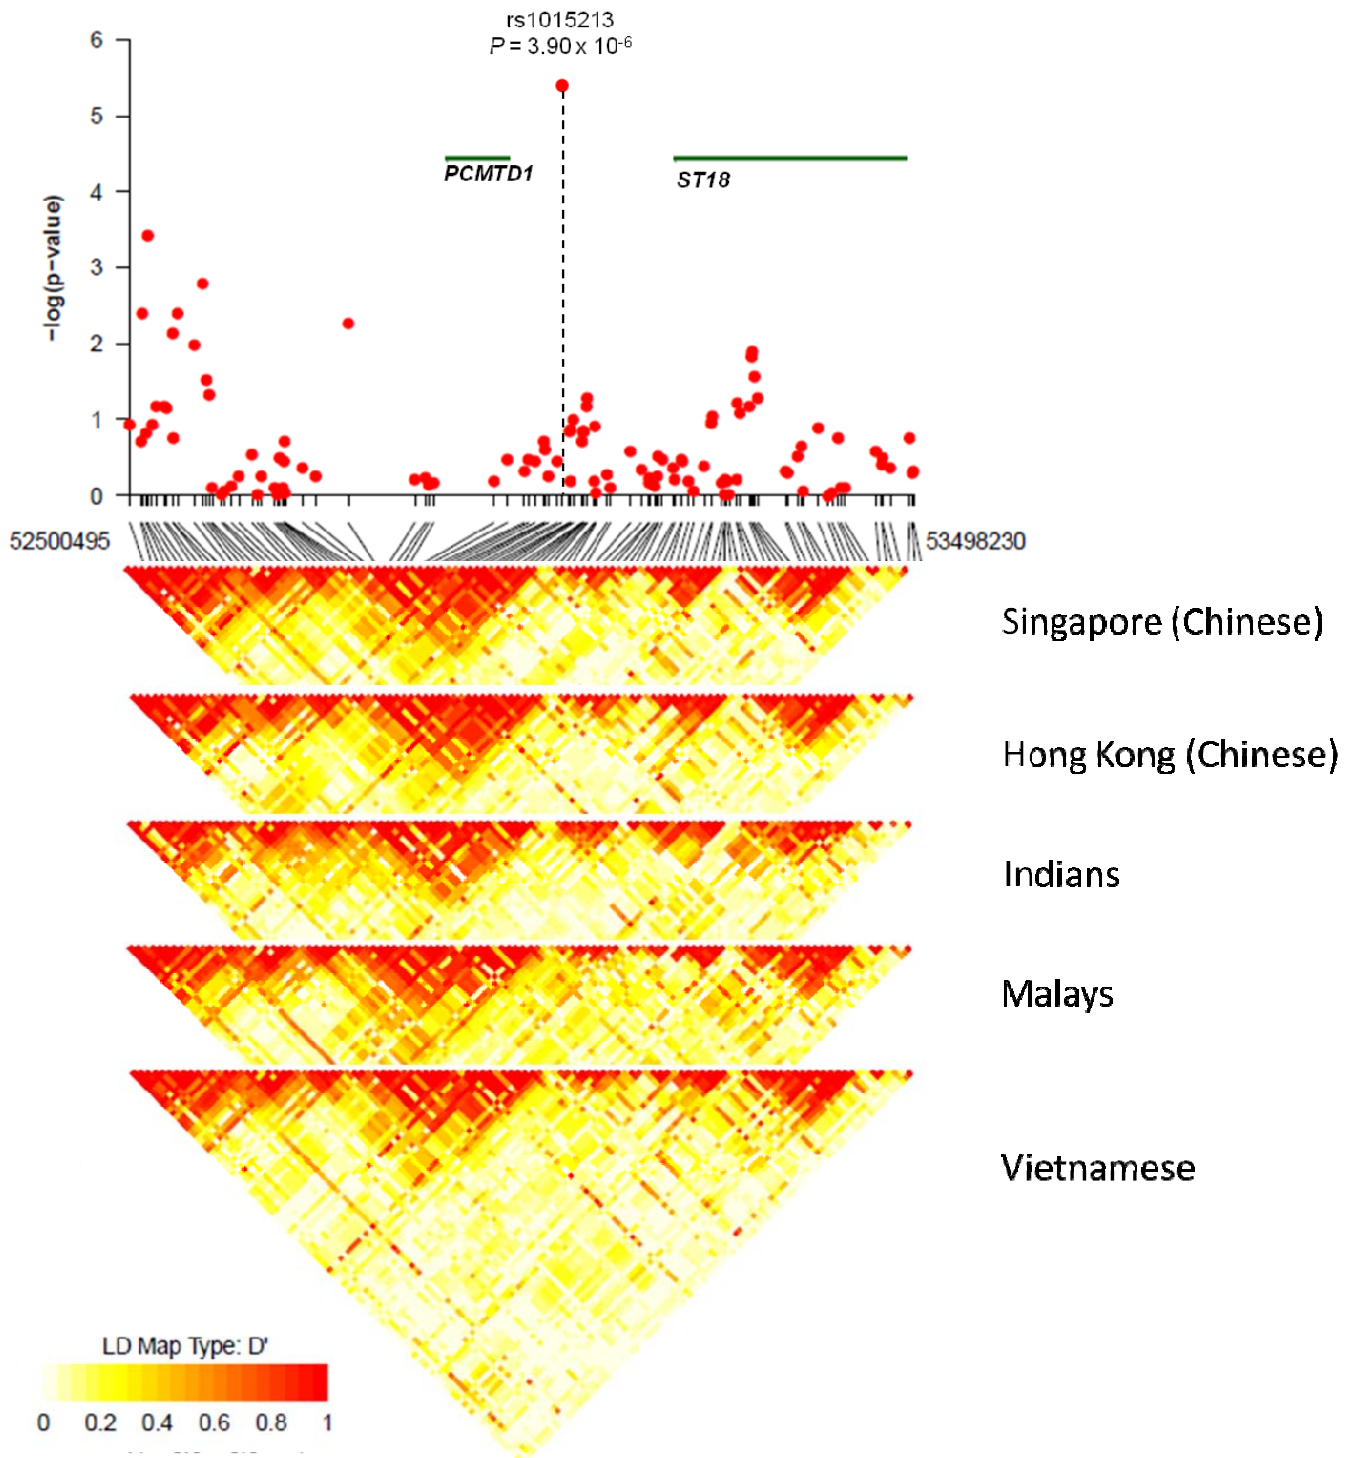 rs1015213
P = 3.90 x 10-6
6
5
4
3
2
1
0
−log(p−value)
PCMTD1
ST18
52500495
53498230
Singapore (Chinese)
Hong Kong (Chinese)
Indians
Malays
Vietnamese
LD Map Type: D'
0 0.2 0.4 0.6 0.8 1